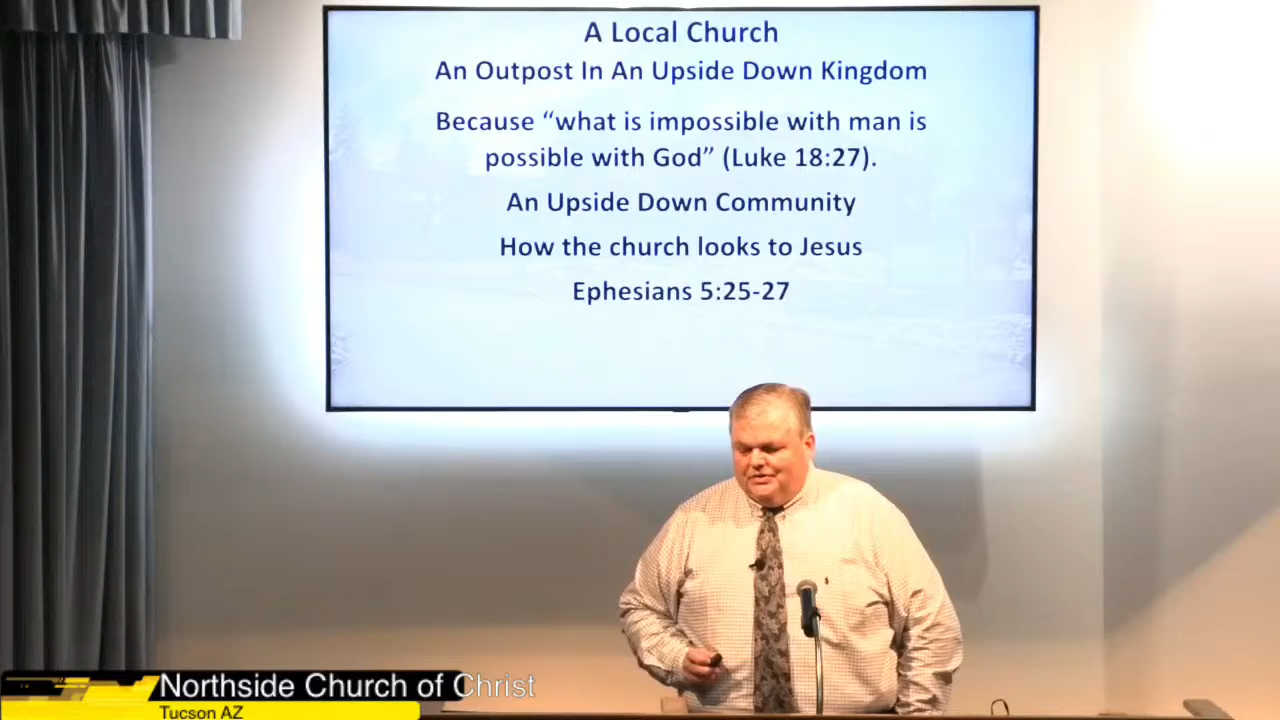 A Local Church
An Outpost In An Upside Down Kingdom
Because “what is impossible with man is
possible with God” (Luke 18:27).
An Upside Down Community
How the church looks to Jesus
Ephesians 5:25-27
Northside Church of Christ
Tucson AZ